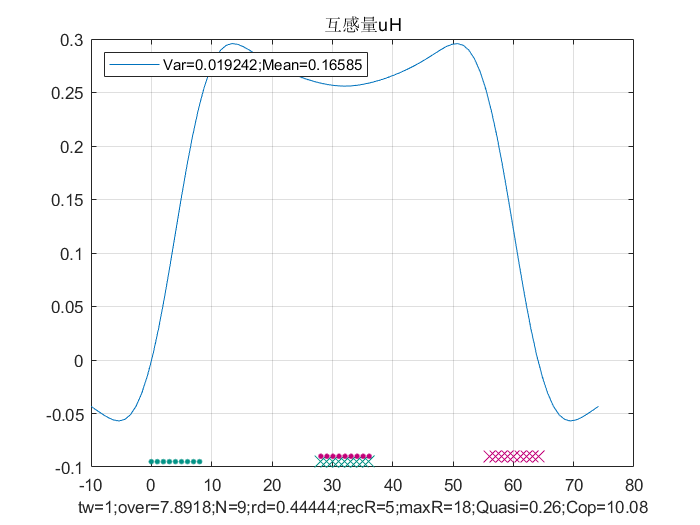 互感量uH
0.3
Var=0.019242;Mean=0.16585
0.25
0.2
0.15
0.1
0.05
0
-0.05
-0.1
-10 0 10 20 30 40 50 60 70 80
tw=1;over=7.8918;N=9;rd=0.44444;recR=5;maxR=18;Quasi=0.26;Cop=10.08